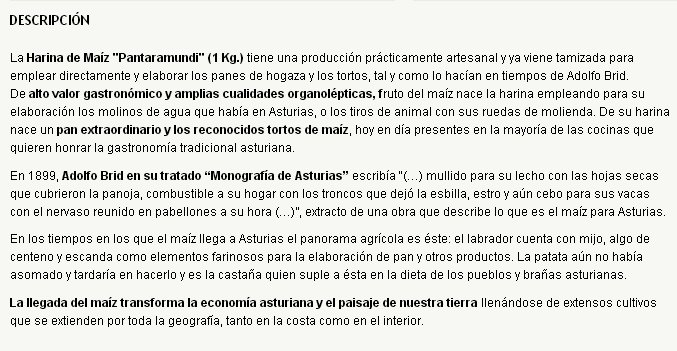 DESCRIPCIÓN
La Harina de Maíz "Pantaramundi" (1 Kg.) tiene una producción prácticamente artesanal y ya viene tamizada para
emplear directamente y elaborar los panes de hogaza y los tortos, tal y como lo hacían en tiempos de Adolfo Brid.
De alto valor gastronómico y amplias cualidades organolépticas, fruto del maíz nace la harina empleando para su
elaboración los molinos de agua que había en Asturias, o los tiros de animal con sus ruedas de molienda. De su harina
nace un pan extraordinario y los reconocidos tortos de maíz, hoy en día presentes en la mayoría de las cocinas que
quieren honrar la gastronomía tradicional asturiana.
En 1899, Adolfo Brid en su tratado “Monografía de Asturias” escribía “(…) mullido para su lecho con las hojas secas
que cubrieron la panoja, combustible a su hogar con los troncos que dejó la esbilla, estro y aún cebo para sus vacas
con el nervaso reunido en pabellones a su hora (…)”, extracto de una obra que describe lo que es el maíz para Asturias.
En los tiempos en los que el maíz llega a Asturias el panorama agrícola es éste: el labrador cuenta con mijo, algo de
centeno y escanda como elementos farinosos para la elaboración de pan y otros productos. La patata aún no había
asomado y tardaría en hacerlo y es la castaña quien suple a ésta en la dieta de los pueblos y brañas asturianas.
La llegada del maíz transforma la economía asturiana y el paisaje de nuestra tierra llenándose de extensos cultivos
que se extienden por toda la geografía, tanto en la costa como en el interior.